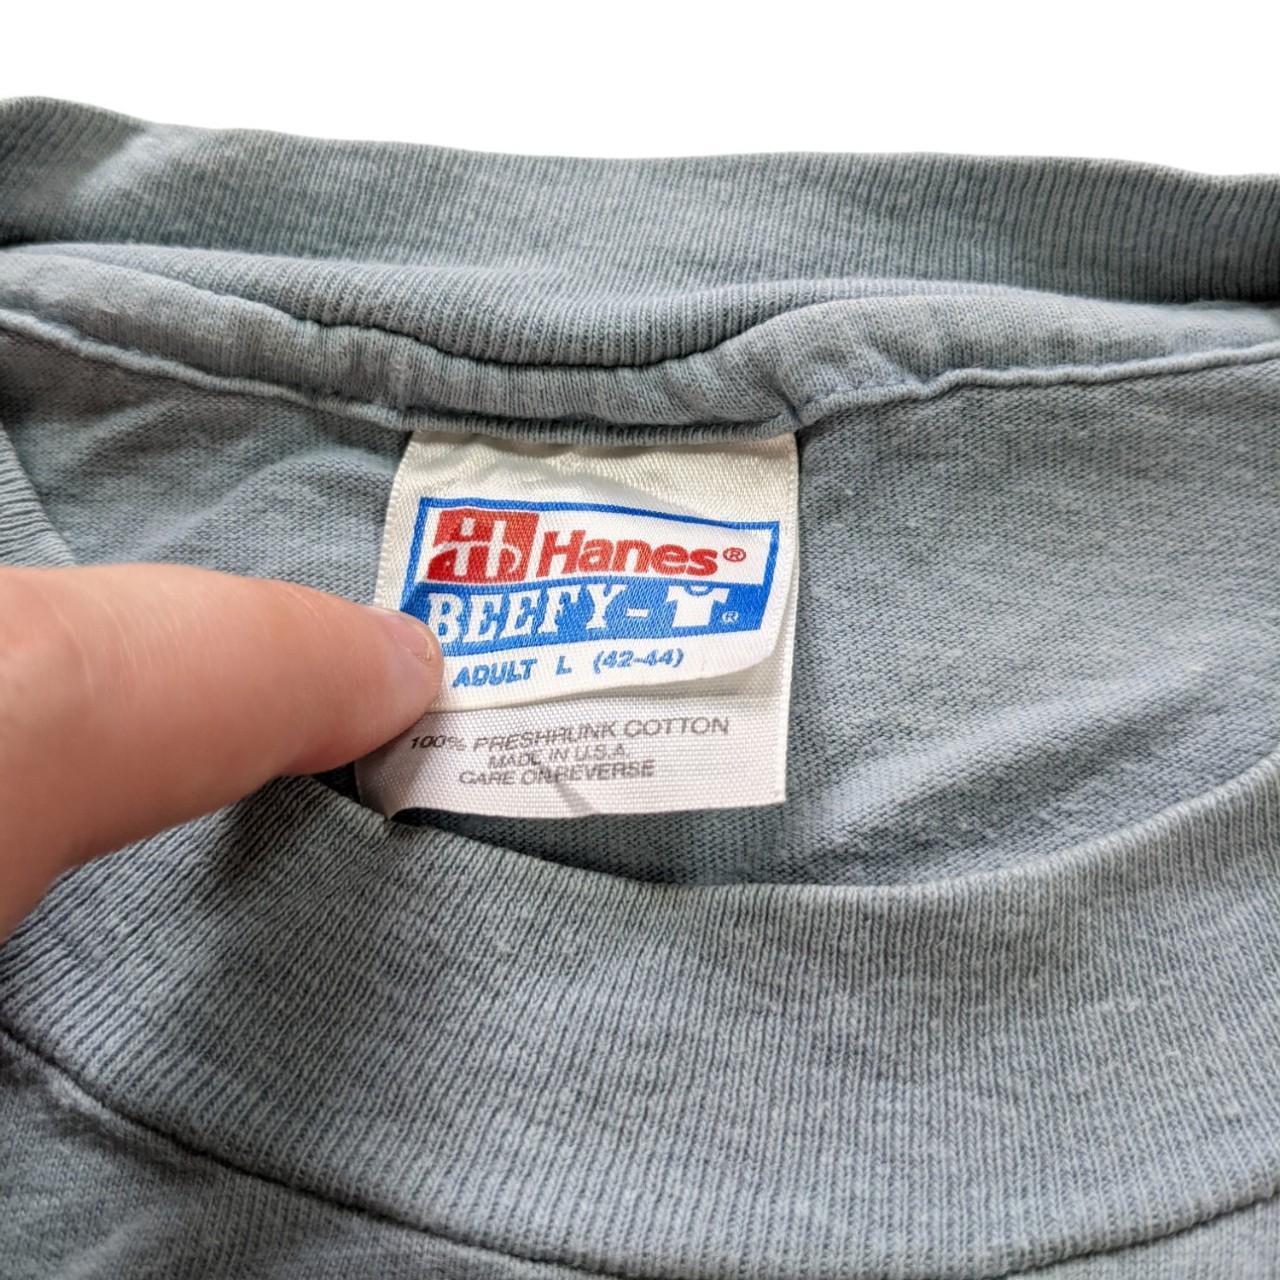 Hanes®
BEEFY-T®
ADULT L (42-44)
100% PRESHRUNK COTTON
MADE IN U.S.A.
CARE ON REVERSE